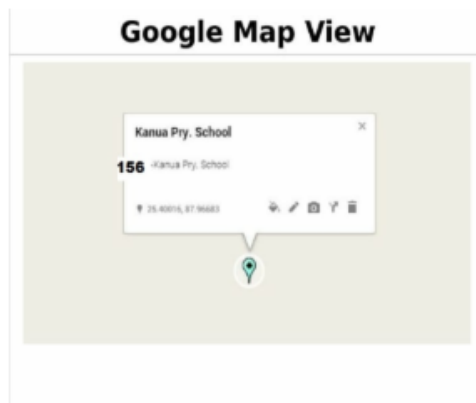 Google Map View
Kanua Pry. School
156 -Kanua Pry. School
25.40016, 87.96683